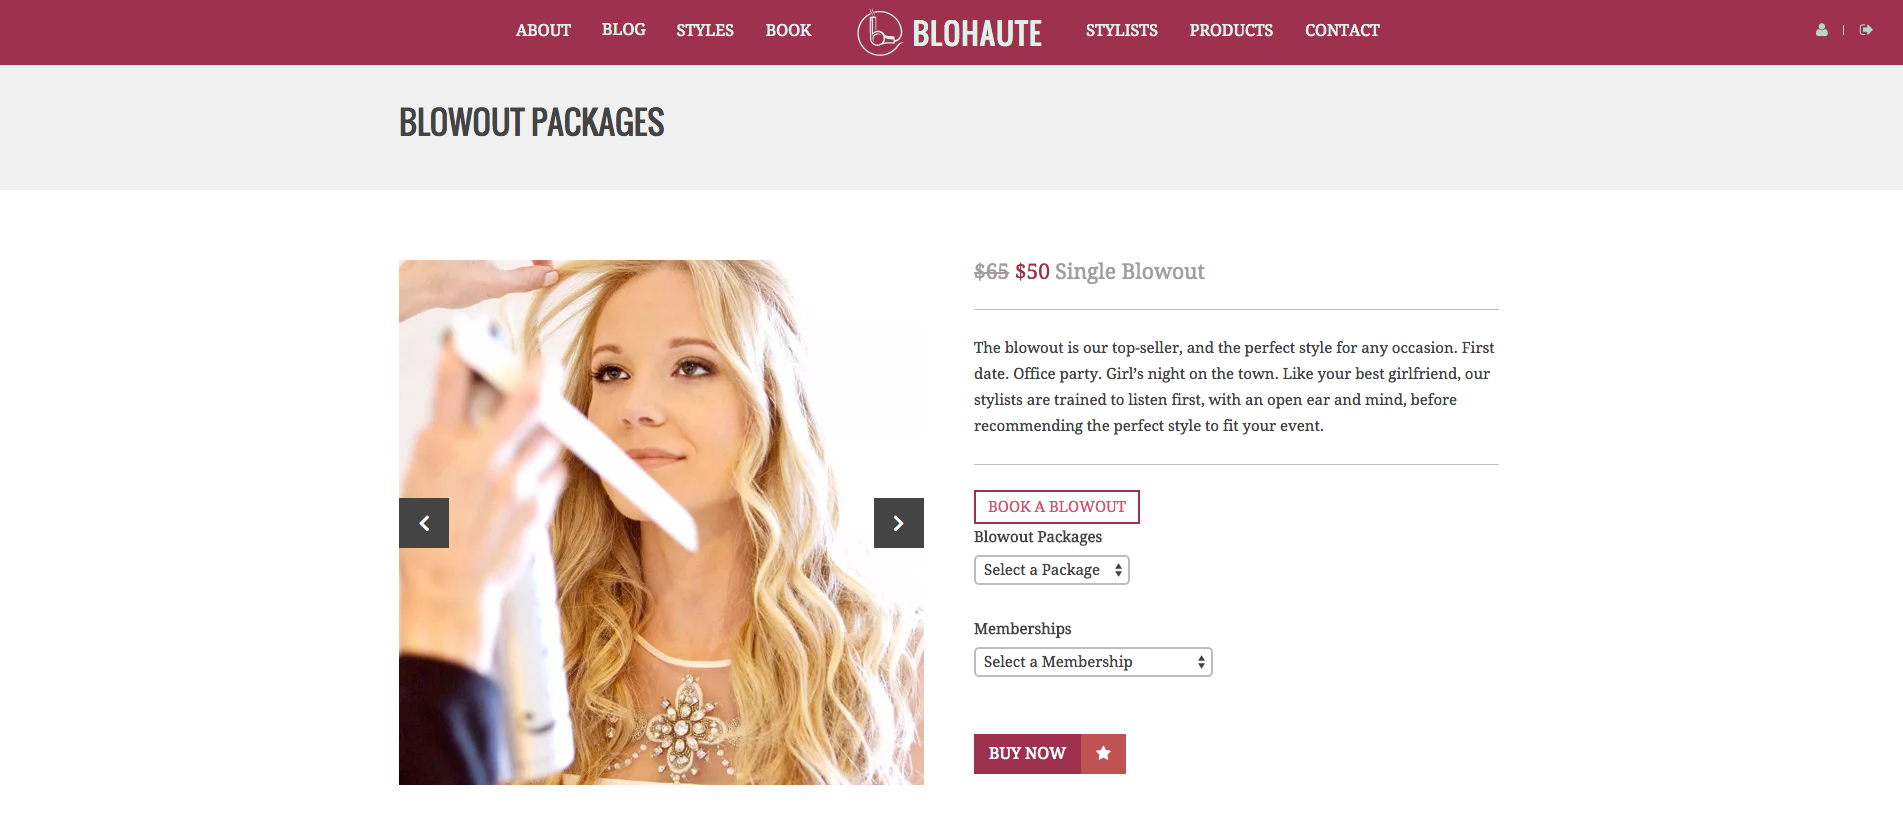 ABOUT BLOG STYLES BOOK BLOHAUTE STYLISTS PRODUCTS CONTACT
BLOWOUT PACKAGES
$65 $50 Single Blowout
The blowout is our top-seller, and the perfect style for any occasion. First
date. Office party. Girl's night on the town. Like your best girlfriend, our
stylists are trained to listen first, with an open ear and mind, before
recommending the perfect style to fit your event.
BOOK A BLOWOUT
Blowout Packages
Select a Package
Memberships
Select a Membership
BUY NOW